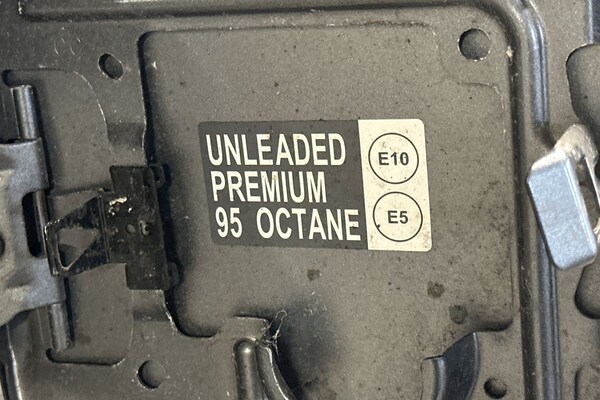 UNLEADED
PREMIUM
95 OCTANE
E10
E5